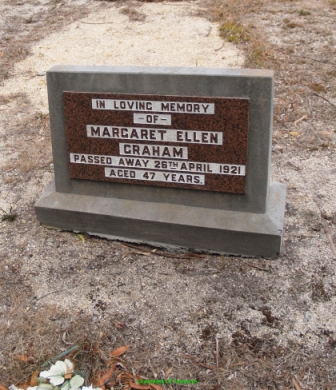 IN LOVING MEMORY
-OF-
MARGARET ELLEN
GRAHAM
PASSED AWAY 26TH APRIL 1921
AGED 47 YEARS.